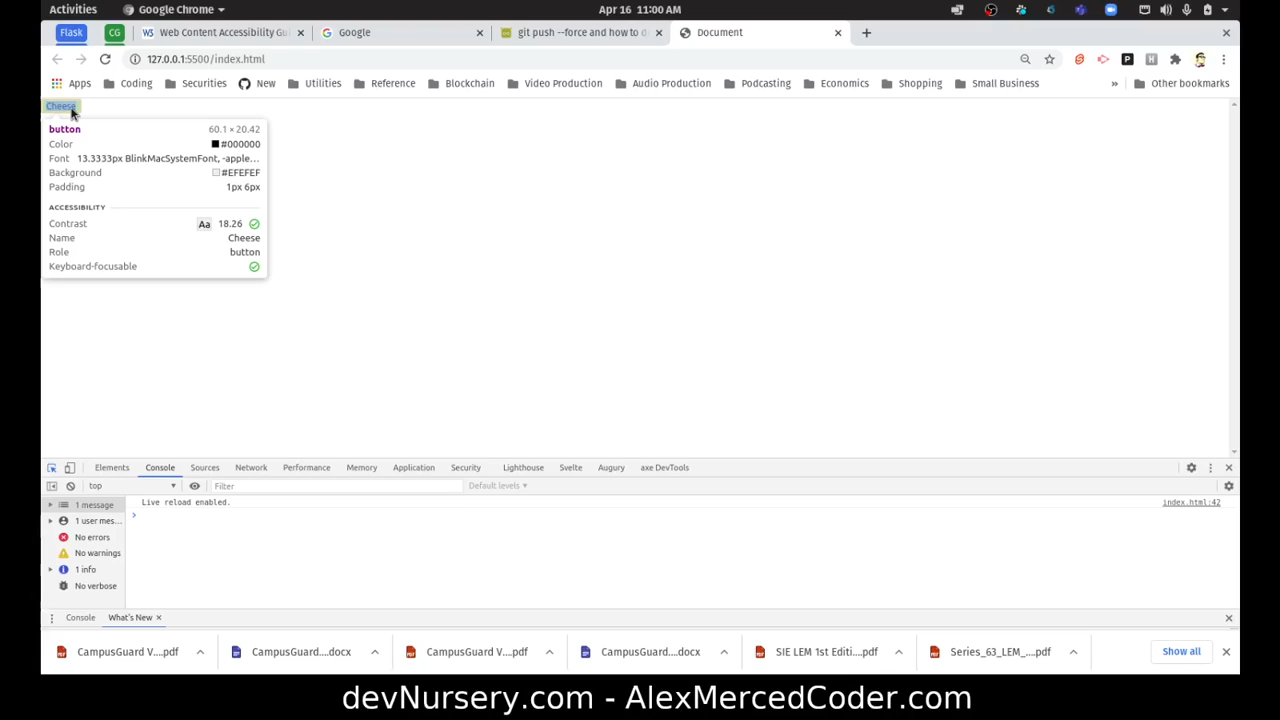 Activities
Google Chrome
Apr 16 11:00 AM
Flask
CG
Web Content Accessibility Gui
Google
git push --force and how to de
Document
127.0.0.1:5500/index.html
Apps
Coding
Securities
New
Utilities
Reference
Blockchain
Video Production
Audio Production
Podcasting
Economics
Shopping
Small Business
»
Other bookmarks
Cheese
button 60.1 × 20.42
Color #000000
Font 13.3333px BlinkMacSystemFont, -apple…
Background #EFEFEF
Padding 1px 6px
ACCESSIBILITY
Contrast Aa 18.26
Name Cheese
Role button
Keyboard-focusable
Elements Console Sources Network Performance Memory Application Security Lighthouse Svelte Augury axe DevTools
top Filter Default levels
1 message
Live reload enabled. index.html:42
1 user mes…
No errors
No warnings
1 info
No verbose
Console What's New
CampusGuard V....pdf
CampusGuard....docx
CampusGuard V....pdf
CampusGuard....docx
SIE LEM 1st Editi....pdf
Series_63_LEM_....pdf
Show all
devNursery.com - AlexMercedCoder.com